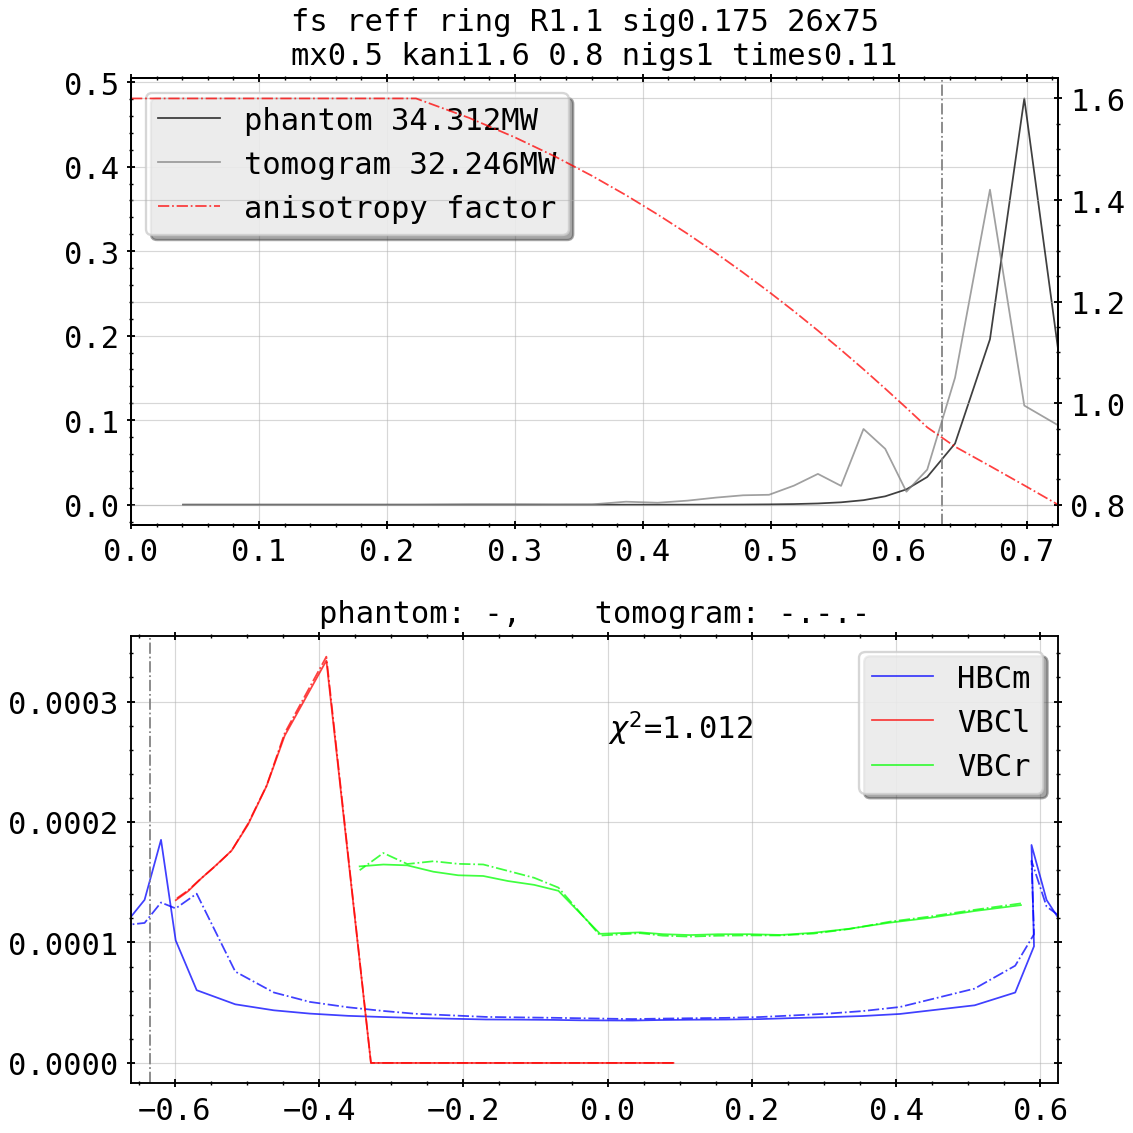 fs reff ring R1.1 sig0.175 26x75
mx0.5 kani1.6 0.8 nigs1 times0.11
phantom 34.312MW
tomogram 32.246MW
anisotropy factor
0.5
0.4
0.3
0.2
0.1
0.0
1.6
1.4
1.2
1.0
0.8
0.0 0.1 0.2 0.3 0.4 0.5 0.6 0.7
phantom: -,    tomogram: -.-.-
HBCm
VBCl
VBCr
χ²=1.012
0.0003
0.0002
0.0001
0.0000
−0.6 −0.4 −0.2 0.0 0.2 0.4 0.6